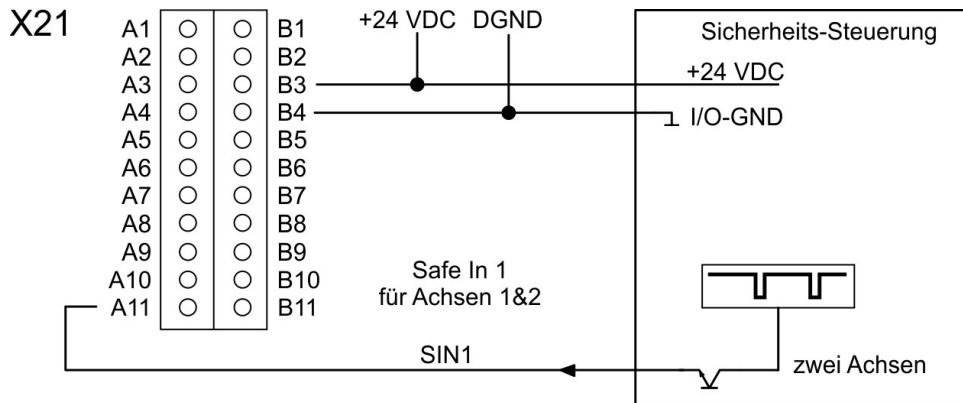 X21
+24 VDC DGND
Sicherheits-Steuerung
A1 B1
A2 B2
A3 B3
+24 VDC
A4 B4
I/O-GND
A5 B5
A6 B6
A7 B7
A8 B8
A9 B9
A10 B10
A11 B11
Safe In 1
für Achsen 1&2
SIN1
zwei Achsen